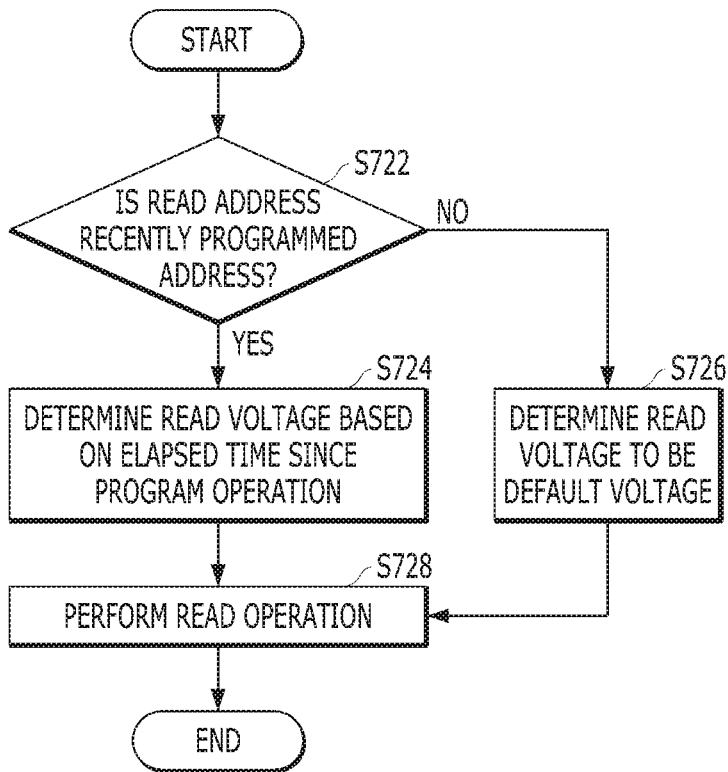 START
S722
IS READ ADDRESS
RECENTLY PROGRAMMED
ADDRESS?
NO
YES
S724
DETERMINE READ VOLTAGE BASED
ON ELAPSED TIME SINCE
PROGRAM OPERATION
S726
DETERMINE READ
VOLTAGE TO BE
DEFAULT VOLTAGE
S728
PERFORM READ OPERATION
END